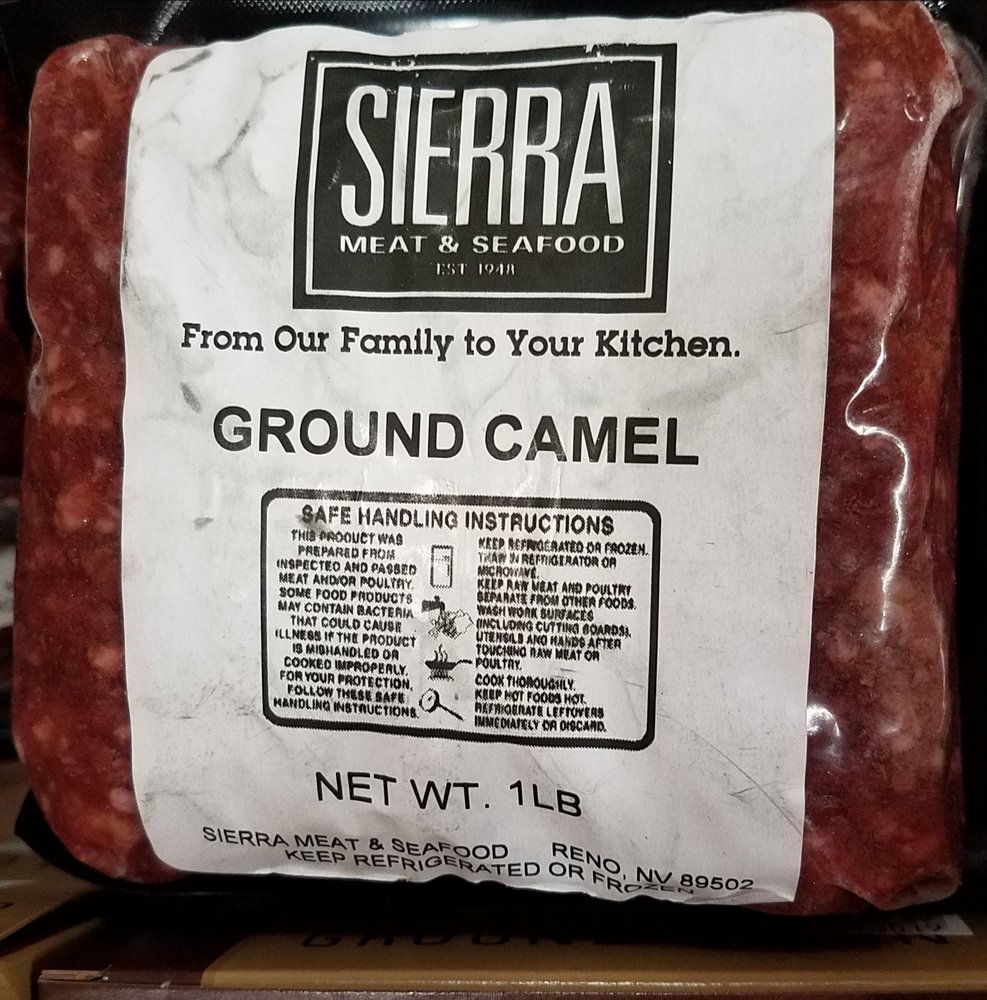 SIERRA
MEAT & SEAFOOD
EST 1948
From Our Family to Your Kitchen.
GROUND CAMEL
SAFE HANDLING INSTRUCTIONS
THIS PRODUCT WAS
PREPARED FROM
INSPECTED AND PASSED
MEAT AND/OR POULTRY.
SOME FOOD PRODUCTS
MAY CONTAIN BACTERIA
THAT COULD CAUSE
ILLNESS IF THE PRODUCT
IS MISHANDLED OR
COOKED IMPROPERLY.
FOR YOUR PROTECTION,
FOLLOW THESE SAFE
HANDLING INSTRUCTIONS.
KEEP REFRIGERATED OR FROZEN.
THAW IN REFRIGERATOR OR
MICROWAVE.
KEEP RAW MEAT AND POULTRY
SEPARATE FROM OTHER FOODS.
WASH WORK SURFACES
(INCLUDING CUTTING BOARDS),
UTENSILS AND HANDS AFTER
TOUCHING RAW MEAT OR
POULTRY.
COOK THOROUGHLY.
KEEP HOT FOODS HOT.
REFRIGERATE LEFTOVERS
IMMEDIATELY OR DISCARD.
NET WT. 1LB
SIERRA MEAT & SEAFOOD RENO, NV 89502
KEEP REFRIGERATED OR FROZEN